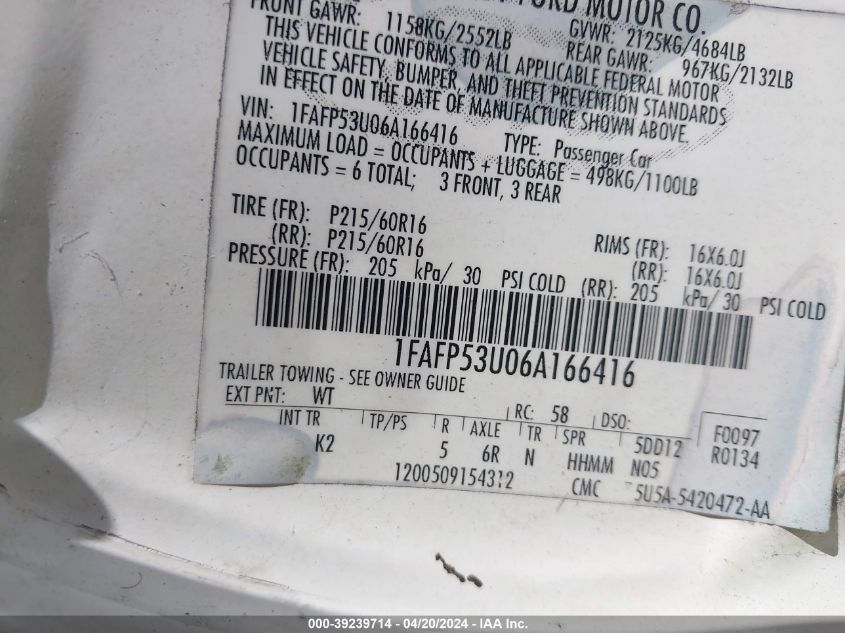 FORD MOTOR CO.
FRONT GAWR: 1158KG/2552LB GVWR: 2125KG/4684LB
REAR GAWR: 967KG/2132LB
THIS VEHICLE CONFORMS TO ALL APPLICABLE FEDERAL MOTOR
VEHICLE SAFETY, BUMPER, AND THEFT PREVENTION STANDARDS
IN EFFECT ON THE DATE OF MANUFACTURE SHOWN ABOVE.
VIN: 1FAFP53U06A166416 TYPE: Passenger Car
MAXIMUM LOAD = OCCUPANTS + LUGGAGE = 498KG/1100LB
OCCUPANTS = 6 TOTAL; 3 FRONT, 3 REAR
TIRE (FR): P215/60R16 RIMS (FR): 16X6.0J
(RR): P215/60R16 (RR): 16X6.0J
PRESSURE (FR): 205 kPa/ 30 PSI COLD (RR): 205 kPa/ 30 PSI COLD
1FAFP53U06A166416
TRAILER TOWING - SEE OWNER GUIDE
EXT PNT: WT RC: 58 DSO: F0097
INT TR TP/PS R AXLE TR SPR 5DD12 R0134
K2 5 6R N HHMM N05
1200509154312 CMC 5U5A-5420472-AA
000-39239714 - 04/20/2024 - IAA Inc.